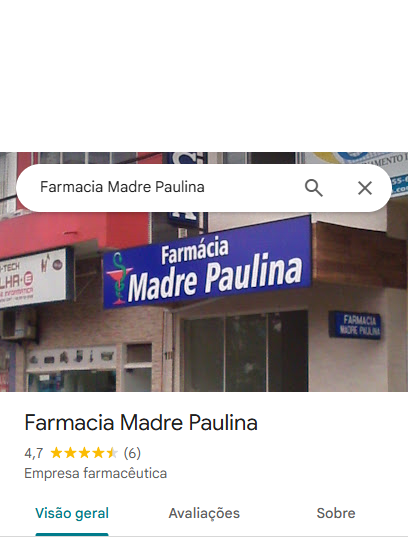 Farmacia Madre Paulina
Farmácia
Madre Paulina
FARMACIA
MADRE PAULINA
Farmacia Madre Paulina
4,7 (6)
Empresa farmacêutica
Visão geral
Avaliações
Sobre